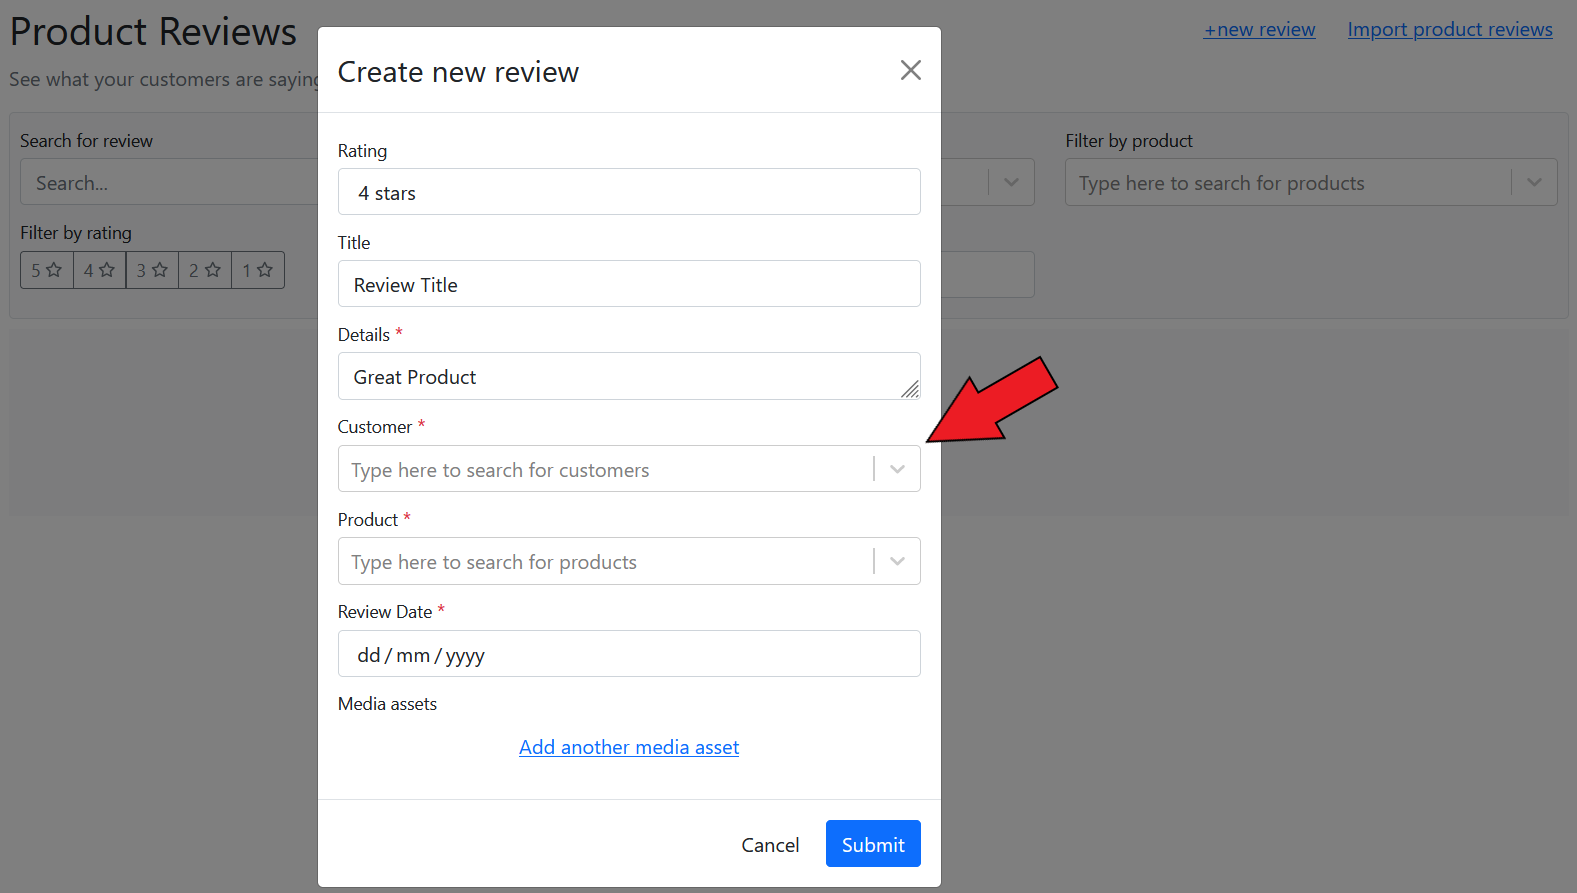 Product Reviews
+new review
Import product reviews
See what your customers are saying
Search for review
Search...
Filter by product
Type here to search for products
Filter by rating
5 4 3 2 1
Create new review
Rating
4 stars
Title
Review Title
Details *
Great Product
Customer *
Type here to search for customers
Product *
Type here to search for products
Review Date *
dd / mm / yyyy
Media assets
Add another media asset
Cancel
Submit